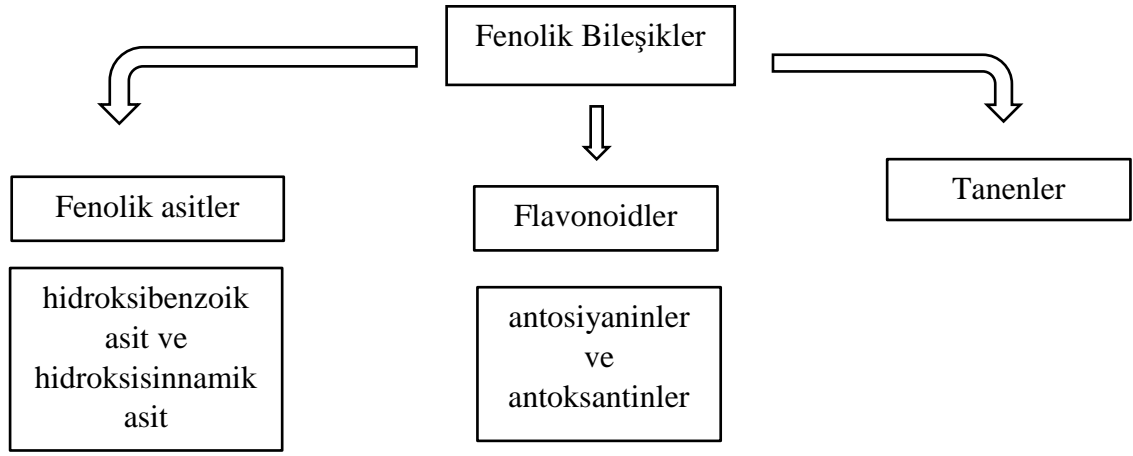 Fenolik Bileşikler
Fenolik asitler
Flavonoidler
Tanenler
hidroksibenzoik
asit ve
hidroksisinnamik
asit
antosiyaninler
ve
antoksantinler